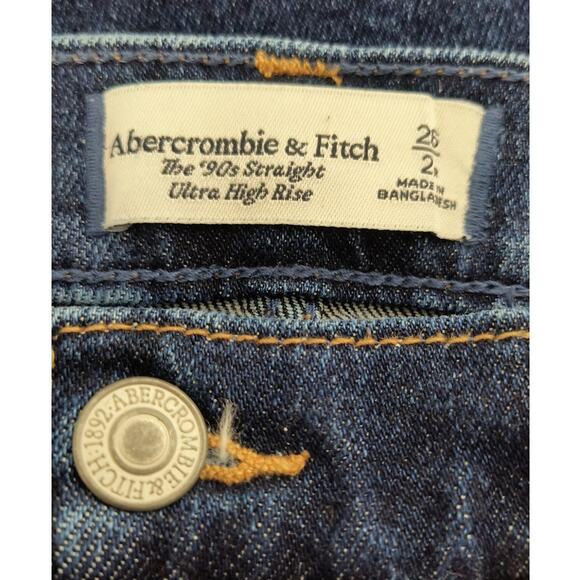 Abercrombie & Fitch
The '90s Straight
Ultra High Rise
26
2
MADE IN
BANGLADESH
ABERCROMBIE & FITCH · 1892 ·